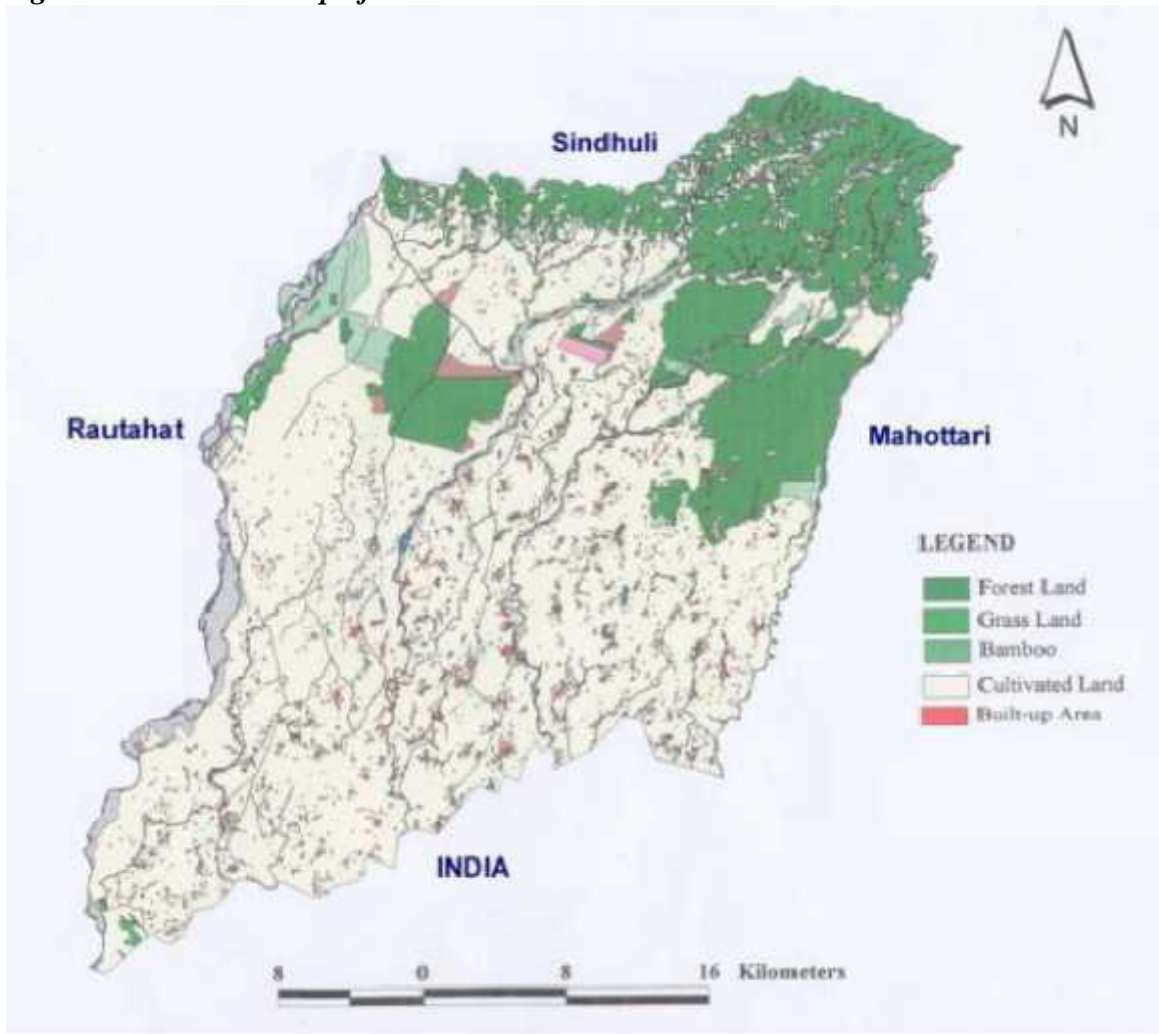 N
Sindhuli
Rautahat
Mahottari
LEGEND
Forest Land
Grass Land
Bamboo
Cultivated Land
Built-up Area
INDIA
8 0 8 16 Kilometers